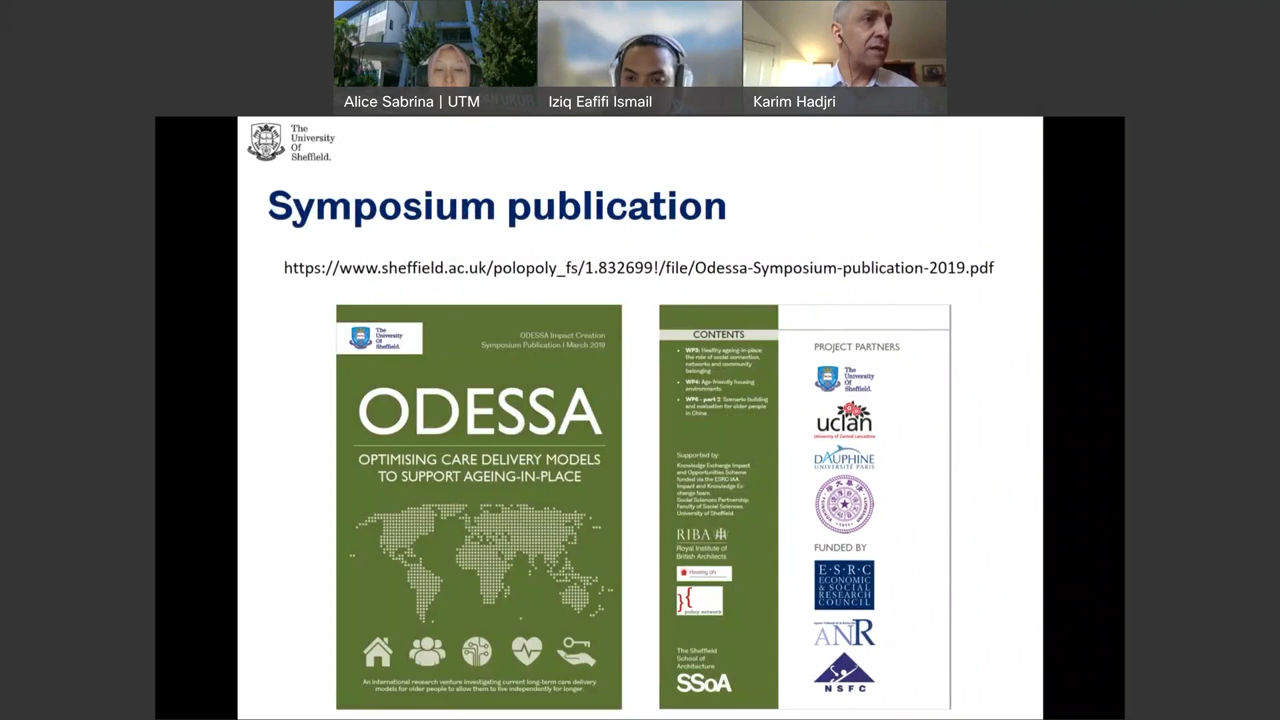 Alice Sabrina | UTM
Iziq Eafifi Ismail
Karim Hadjri
The
University
Of
Sheffield.
Symposium publication
https://www.sheffield.ac.uk/polopoly_fs/1.832699!/file/Odessa-Symposium-publication-2019.pdf
The
University
Of
Sheffield.
ODESSA Impact Creation
Symposium Publication | March 2019
ODESSA
OPTIMISING CARE DELIVERY MODELS
TO SUPPORT AGEING-IN-PLACE
An international research venture investigating current long-term care delivery
models for older people to allow them to live independently for longer.
CONTENTS
• WP3: Healthy ageing-in-place:
the role of social connection,
networks and community
belonging
• WP4: Age-friendly housing
environments
• WP6 - part 2: Scenario building
and evaluation for older people
in China
Supported by:
Knowledge Exchange Impact
and Opportunities Scheme
funded via the ESRC IAA
Impact and Knowledge Ex-
change team.
Social Sciences Partnership,
Faculty of Social Sciences,
University of Sheffield.
RIBA
Royal Institute of
British Architects
Housing LIN
policy network
The Sheffield
School of
Architecture
SSoA
PROJECT PARTNERS
The
University
Of
Sheffield.
uclan
University of Central Lancashire
DAUPHINE
UNIVERSITÉ PARIS
FUNDED BY
E·S·R·C
ECONOMIC
& SOCIAL
RESEARCH
COUNCIL
ANR
NSFC